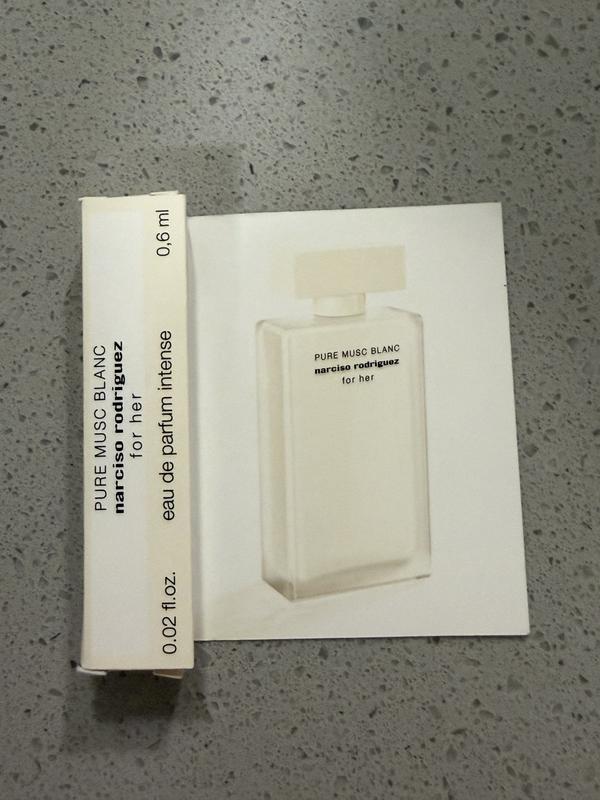 PURE MUSC BLANC
narciso rodriguez
for her
0.02 fl.oz. eau de parfum intense 0,6 ml
PURE MUSC BLANC
narciso rodriguez
for her